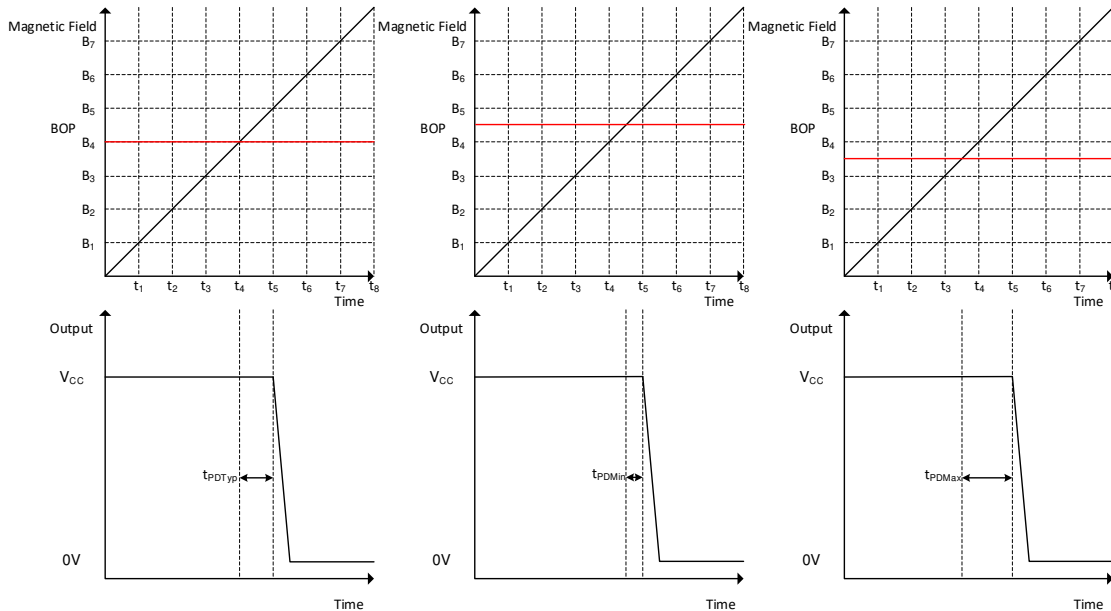 Magnetic Field
B7
B6
B5
BOP
B4
B3
B2
B1
t1 t2 t3 t4 t5 t6 t7 t8
Time
Output
VCC
tPDTyp
0V
Time
Magnetic Field
B7
B6
B5
BOP
B4
B3
B2
B1
t1 t2 t3 t4 t5 t6 t7 t8
Time
Output
VCC
tPDMin
0V
Time
Magnetic Field
B7
B6
B5
BOP
B4
B3
B2
B1
t1 t2 t3 t4 t5 t6 t7
Time
Output
VCC
tPDMax
0V
Time